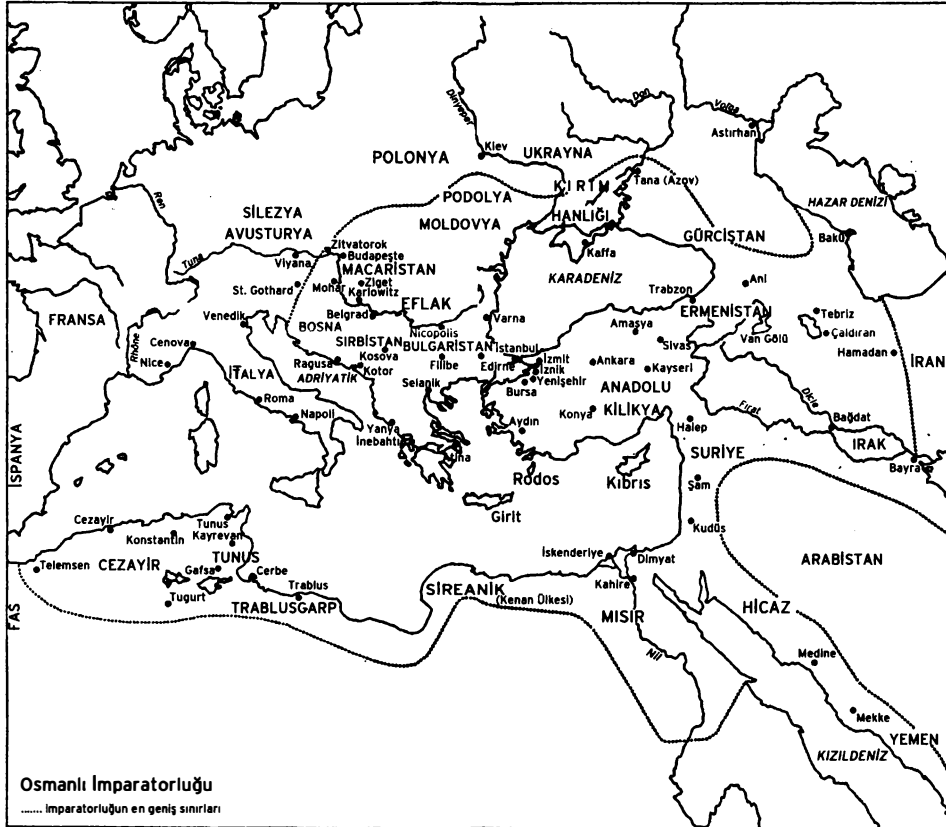 Don
Dinyeper
Volga
Astırhan
Kiev
UKRAYNA
POLONYA
Tana (Azov)
KIRIM
HANLIĞI
PODOLYA
HAZAR DENİZİ
Ren
SİLEZYA
AVUSTURYA
MOLDOVYA
GÜRCİSTAN
Bakü
Zitvatorok
Budapeşte
Viyana
Tuna
Kaffa
MACARİSTAN
KARADENİZ
Ani
St. Gothard
Mohaç
Ziget
Karlowitz
Trabzon
EFLAK
ERMENİSTAN
Tebriz
FRANSA
Venedik
Belgrad
BOSNA
Nicopolis
Varna
Amasya
Van Gölü
Çaldıran
SIRBİSTAN
BULGARİSTAN
Sivas
Rhône
Cenova
Kosova
İstanbul
Hamadan
İRAN
Nice
Ragusa
Filibe
Edirne
İzmit
İznik
Ankara
İTALYA
ADRİYATİK
Kotor
Yenişehir
Kayseri
Selanik
Bursa
ANADOLU
Dicle
Roma
Konya
KİLİKYA
Fırat
Napoli
Yanya
Aydın
Halep
Bağdat
İnebahtı
IRAK
İSPANYA
Atina
SURİYE
Bayra
Rodos
Kıbrıs
Şam
Girit
Cezayir
Tunus
Kayrevan
Kudüs
Konstantin
İskenderiye
Dimyat
ARABİSTAN
Telemsen
CEZAYİR
Gafsa
TUNUS
Cerbe
Kahire
Trablus
SİREANİK
(Kenan Ülkesi)
Tugurt
TRABLUSGARP
HİCAZ
FAS
MISIR
Nil
Medine
Mekke
YEMEN
KIZILDENİZ
Osmanlı İmparatorluğu
....... İmparatorluğun en geniş sınırları